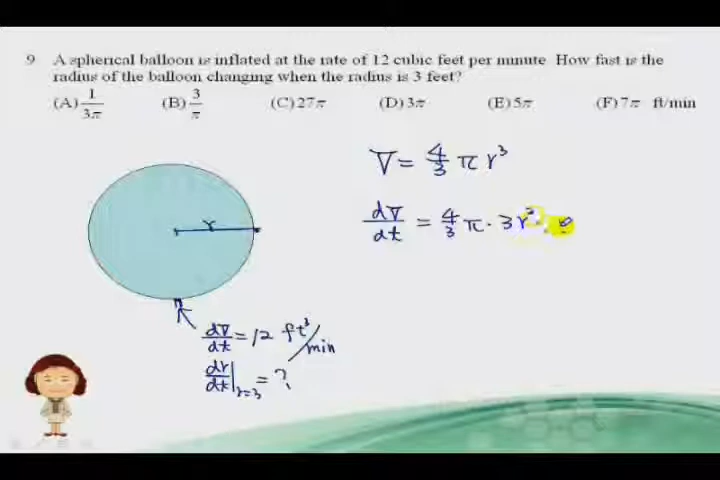 9 A spherical balloon is inflated at the rate of 12 cubic feet per minute How fast is the
radius of the balloon changing when the radius is 3 feet?
(A) 1/3π (B) 3/π (C) 27π (D) 3π (E) 5π (F) 7π ft/min
V = 4/3 π r³
dV/dt = 4/3 π · 3r² ·
r
dV/dt = 12 ft³/min
dr/dt|r=3 = ?